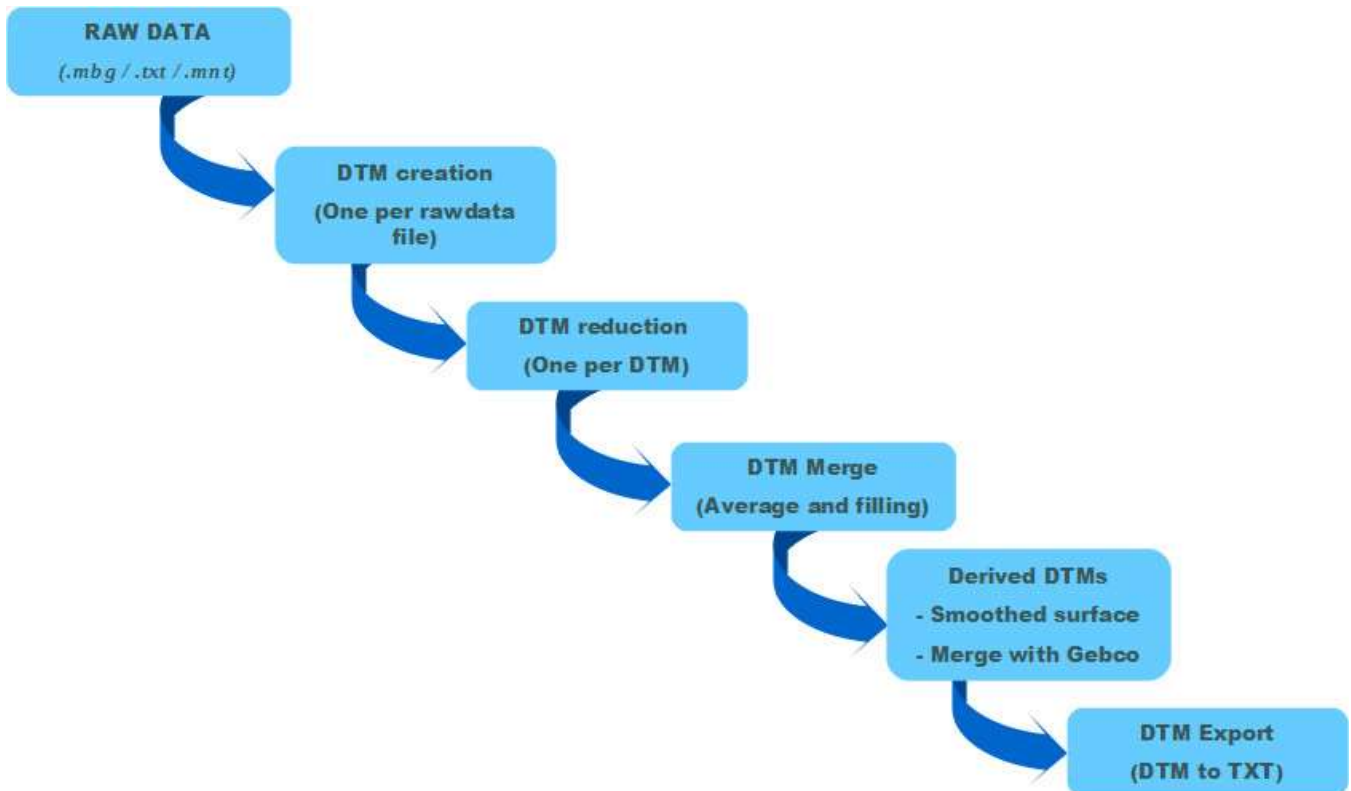 RAW DATA
(.mbg / .txt / .mnt)
DTM creation
(One per rawdata
file)
DTM reduction
(One per DTM)
DTM Merge
(Average and filling)
Derived DTMs
- Smoothed surface
- Merge with Gebco
DTM Export
(DTM to TXT)